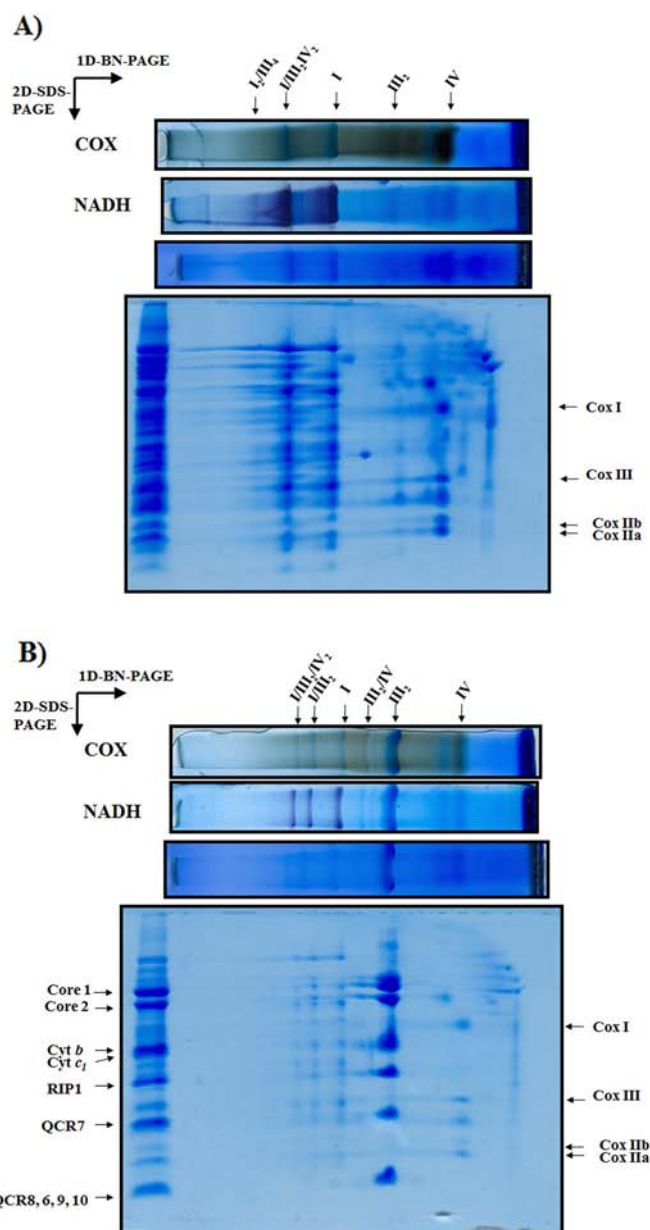 A)
1D-BN-PAGE
2D-SDS-
PAGE
I₂/III₄
I/III₂IV₂
I
III₂
IV
COX
NADH
Cox I
Cox III
Cox IIb
Cox IIa
B)
1D-BN-PAGE
2D-SDS-
PAGE
I/III₂/IV₂
I/III₂
I
III₂/IV
III₂
IV
COX
NADH
Core 1
Core 2
Cyt b
Cyt c₁
RIP1
QCR7
QCR8, 6, 9, 10
Cox I
Cox III
Cox IIb
Cox IIa